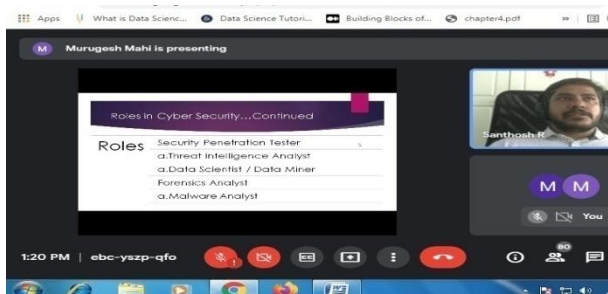 Apps What is Data Scienc... Data Science Tutori... Building Blocks of... chapter4.pdf »
M Murugesh Mahi is presenting
Roles in Cyber Security...Continued
Roles
Security Penetration Tester
a.Threat Intelligence Analyst
a.Data Scientist / Data Miner
Forensics Analyst
a.Malware Analyst
Santhosh R
M M
You
1:20 PM | ebc-yszp-qfo
80